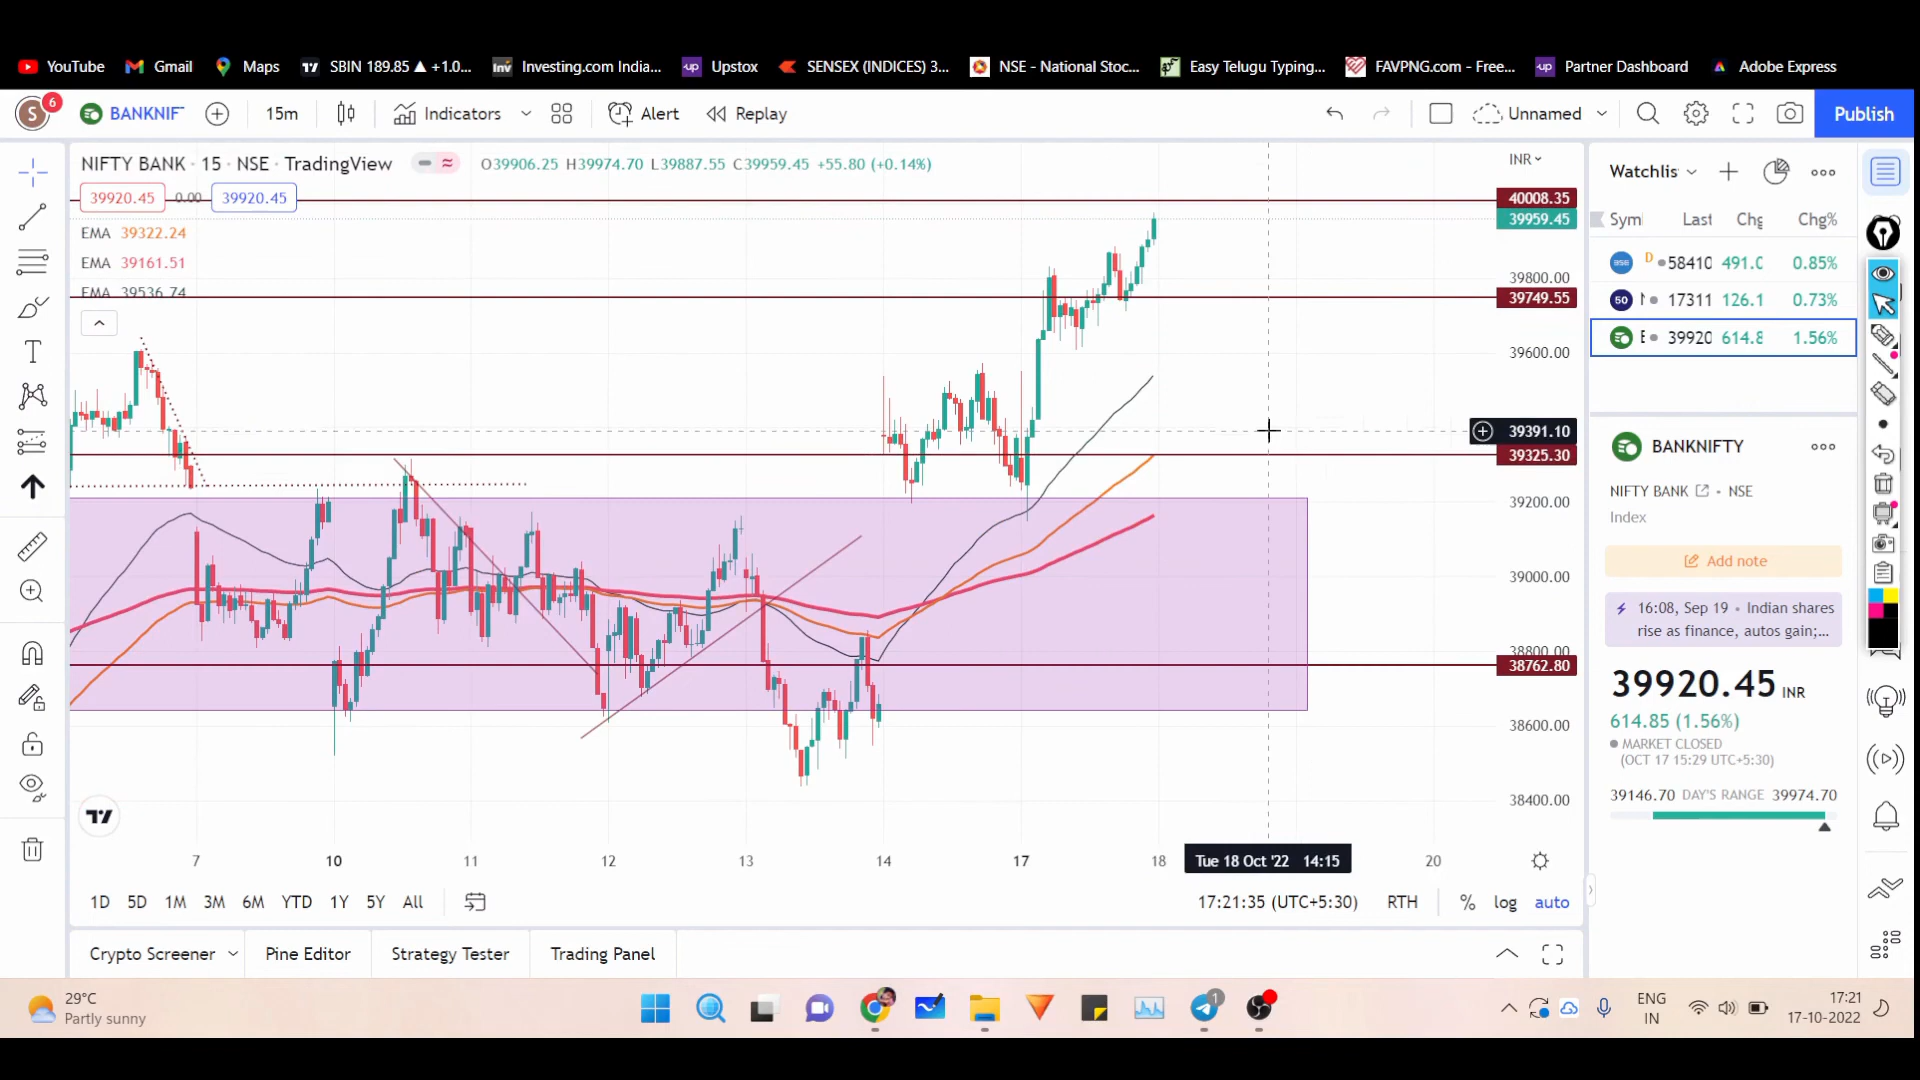 YouTube Gmail Maps SBIN 189.85 ▲ +1.0... Investing.com India... up Upstox SENSEX (INDICES) 3... NSE - National Stoc... Easy Telugu Typing... FAVPNG.com - Free... up Partner Dashboard Adobe Express
S 6 BANKNIF 15m Indicators Alert Replay Unnamed Publish
NIFTY BANK · 15 · NSE · TradingView O39906.25 H39974.70 L39887.55 C39959.45 +55.80 (+0.14%) INR
39920.45 0.00 39920.45
EMA 39322.24
EMA 39161.51
EMA 39536.74
40008.35
39959.45
39800.00
39749.55
39600.00
39391.10
39325.30
39200.00
39000.00
38800.00
38762.80
38600.00
38400.00
7 10 11 12 13 14 17 18 Tue 18 Oct '22 14:15 20
1D 5D 1M 3M 6M YTD 1Y 5Y All 17:21:35 (UTC+5:30) RTH % log auto
Crypto Screener Pine Editor Strategy Tester Trading Panel
Watchlis
Sym Last Chg Chg%
D 58410 491.0 0.85%
50 17311 126.1 0.73%
E 39920 614.8 1.56%
BANKNIFTY
NIFTY BANK · NSE
Index
Add note
16:08, Sep 19 · Indian shares
rise as finance, autos gain;...
39920.45 INR
614.85 (1.56%)
MARKET CLOSED
(OCT 17 15:29 UTC+5:30)
39146.70 DAY'S RANGE 39974.70
29°C
Partly sunny
1
ENG
IN
17:21
17-10-2022